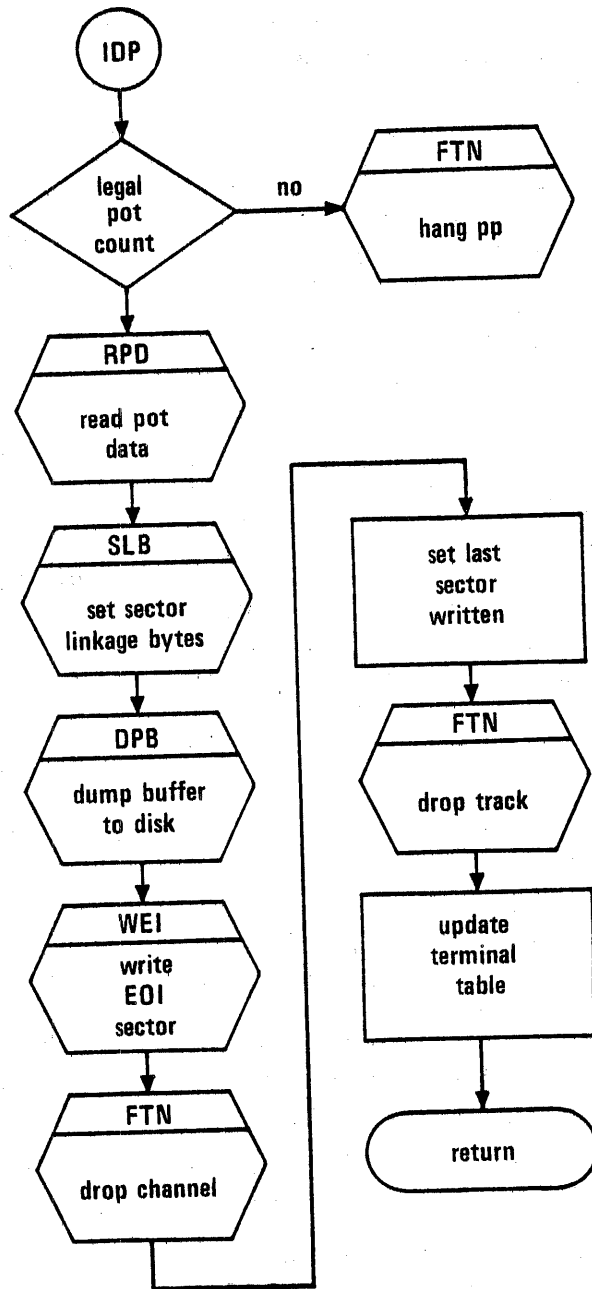 IDP
legal
pot
count
no
FTN
hang pp
RPD
read pot
data
SLB
set sector
linkage bytes
DPB
dump buffer
to disk
WEI
write
EOI
sector
FTN
drop channel
set last
sector
written
FTN
drop track
update
terminal
table
return